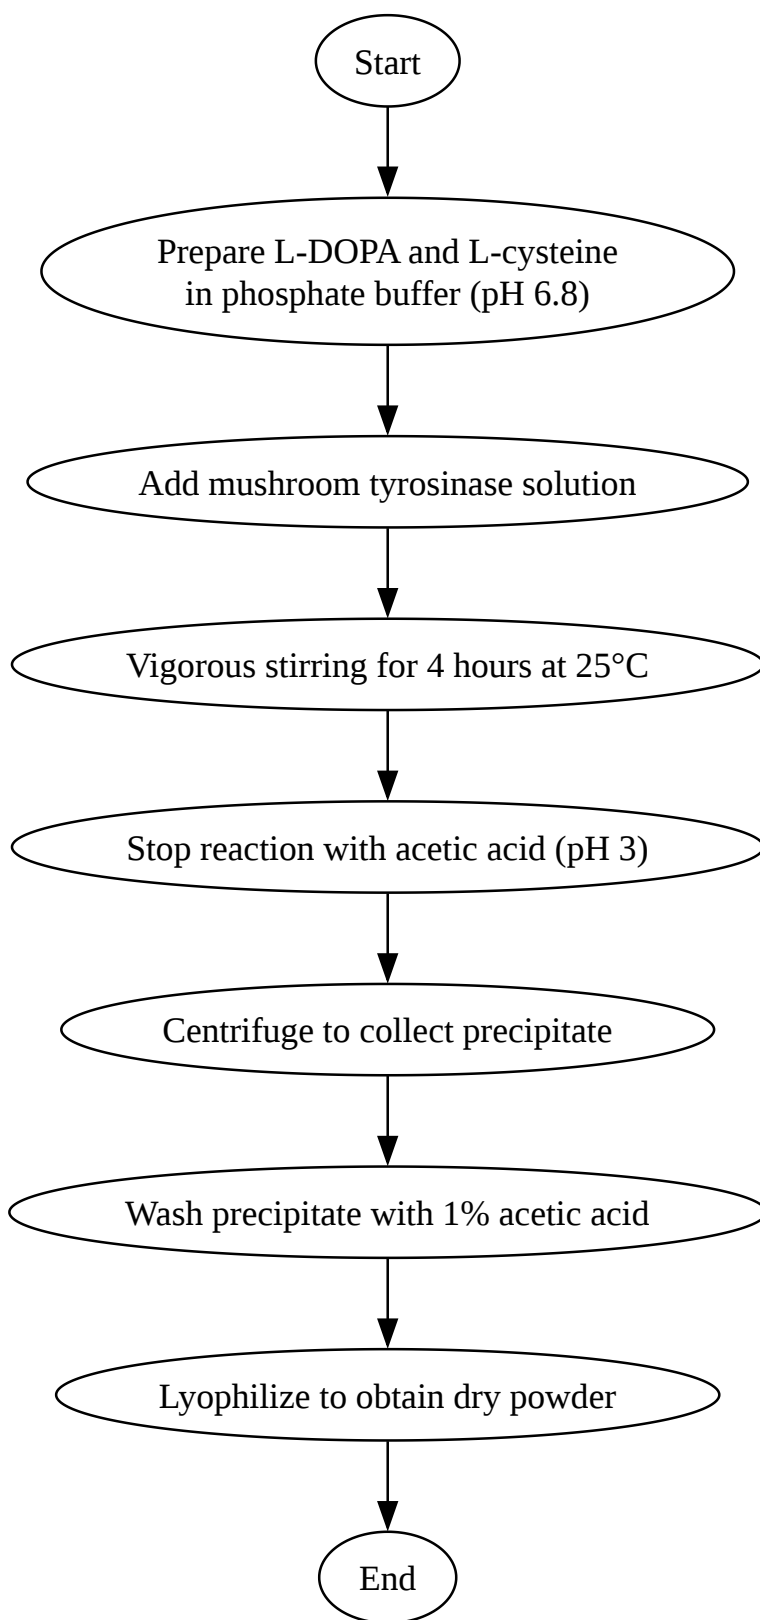 Start
Prepare L-DOPA and L-cysteine
in phosphate buffer (pH 6.8)
Add mushroom tyrosinase solution
Vigorous stirring for 4 hours at 25°C
Stop reaction with acetic acid (pH 3)
Centrifuge to collect precipitate
Wash precipitate with 1% acetic acid
Lyophilize to obtain dry powder
End